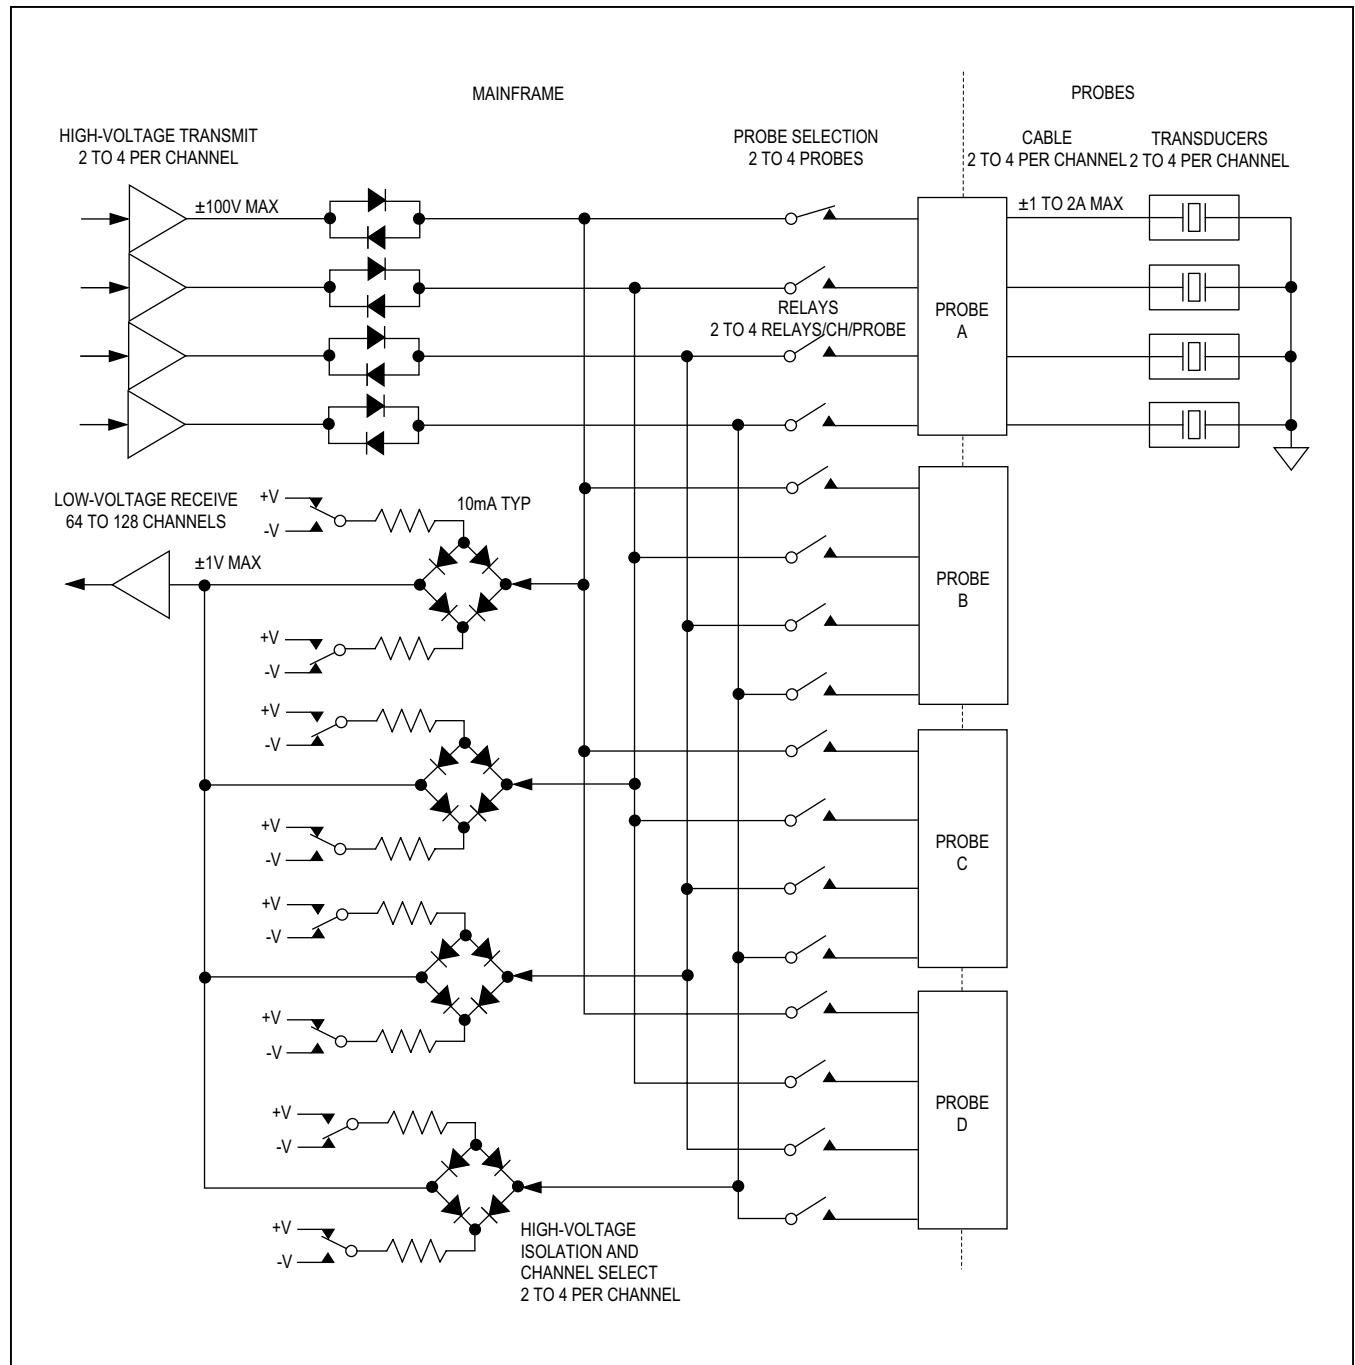 MAINFRAME
PROBES
HIGH-VOLTAGE TRANSMIT
2 TO 4 PER CHANNEL
PROBE SELECTION
2 TO 4 PROBES
CABLE
2 TO 4 PER CHANNEL
TRANSDUCERS
2 TO 4 PER CHANNEL
±100V MAX
±1 TO 2A MAX
RELAYS
2 TO 4 RELAYS/CH/PROBE
PROBE
A
LOW-VOLTAGE RECEIVE
64 TO 128 CHANNELS
+V
-V
10mA TYP
±1V MAX
PROBE
B
+V
-V
+V
-V
+V
-V
PROBE
C
+V
-V
+V
-V
PROBE
D
+V
-V
+V
-V
HIGH-VOLTAGE
ISOLATION AND
CHANNEL SELECT
2 TO 4 PER CHANNEL